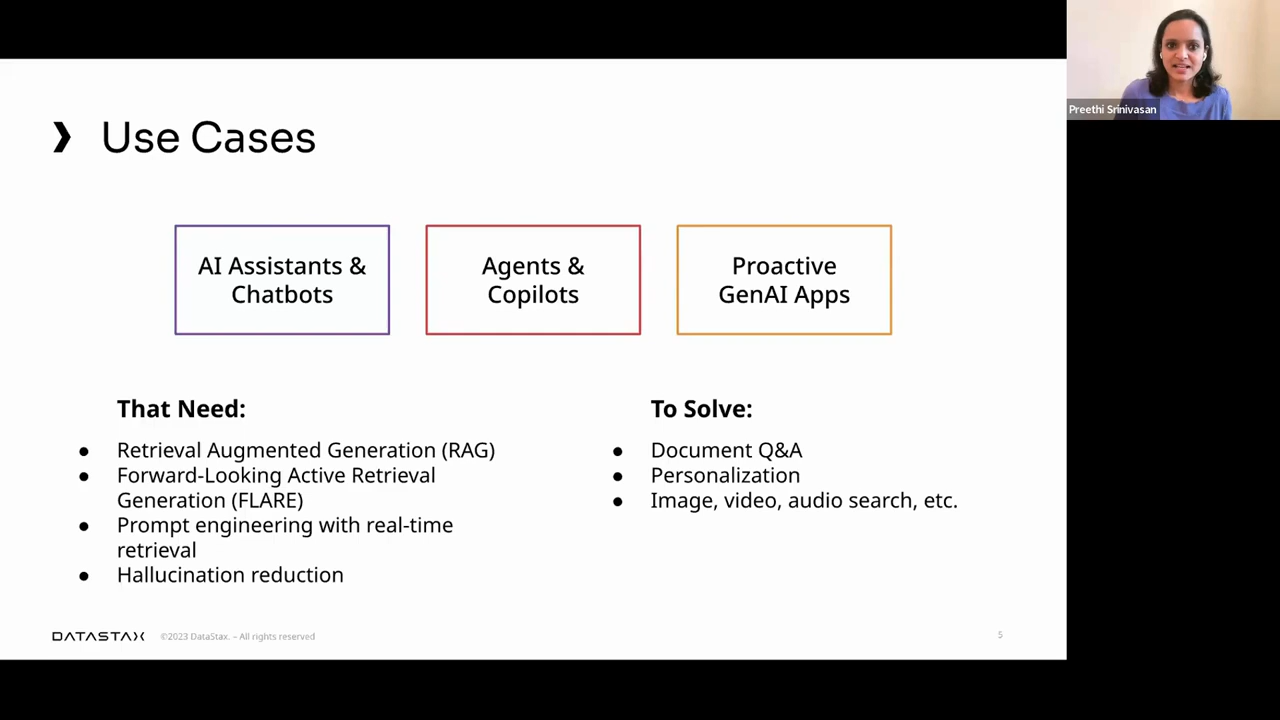 Use Cases
AI Assistants &
Chatbots
Agents &
Copilots
Proactive
GenAI Apps
That Need:
● Retrieval Augmented Generation (RAG)
● Forward-Looking Active Retrieval
Generation (FLARE)
● Prompt engineering with real-time
retrieval
● Hallucination reduction
To Solve:
● Document Q&A
● Personalization
● Image, video, audio search, etc.
DATASTAX
©2023 DataStax. – All rights reserved
5
Preethi Srinivasan